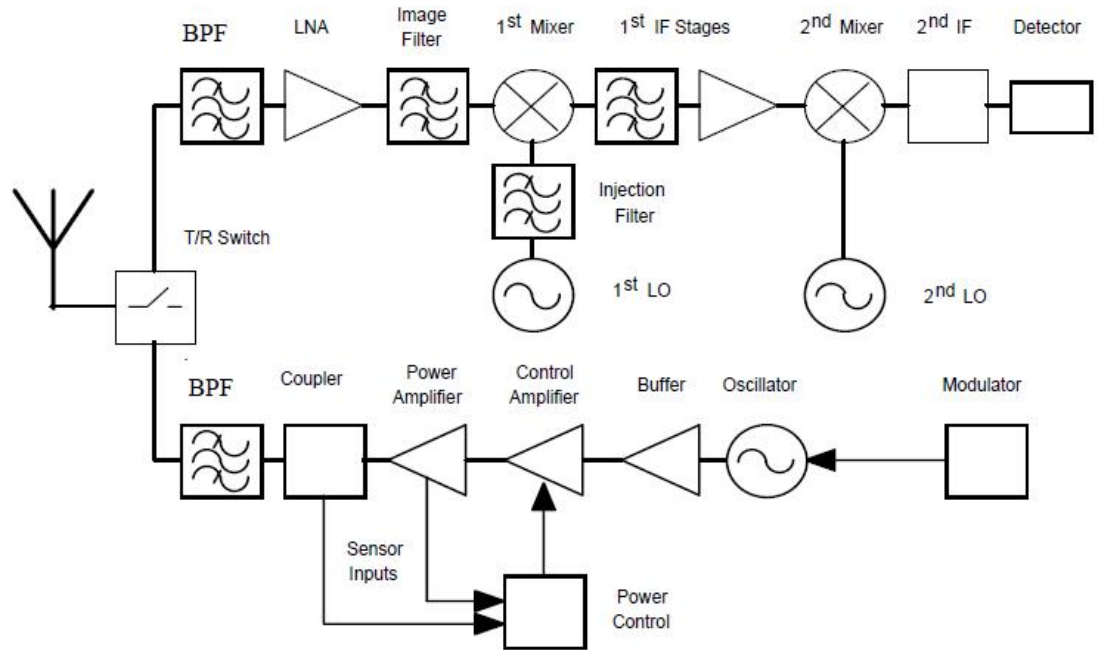 BPF
LNA
Image
Filter
1st Mixer
1st IF Stages
2nd Mixer
2nd IF
Detector
Injection
Filter
T/R Switch
1st LO
2nd LO
BPF
Coupler
Power
Amplifier
Control
Amplifier
Buffer
Oscillator
Modulator
Sensor
Inputs
Power
Control